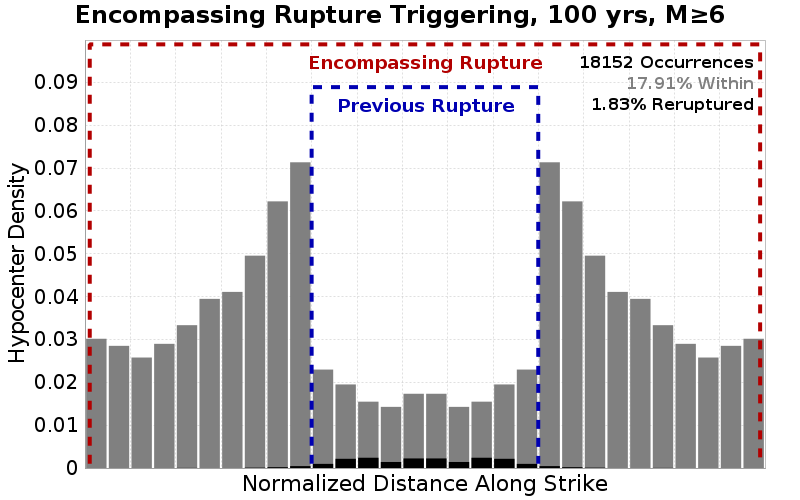 Encompassing Rupture Triggering, 100 yrs, M≥6
Encompassing Rupture
18152 Occurrences
17.91% Within
1.83% Reruptured
Previous Rupture
Hypocenter Density
0.09
0.08
0.07
0.06
0.05
0.04
0.03
0.02
0.01
0
Normalized Distance Along Strike